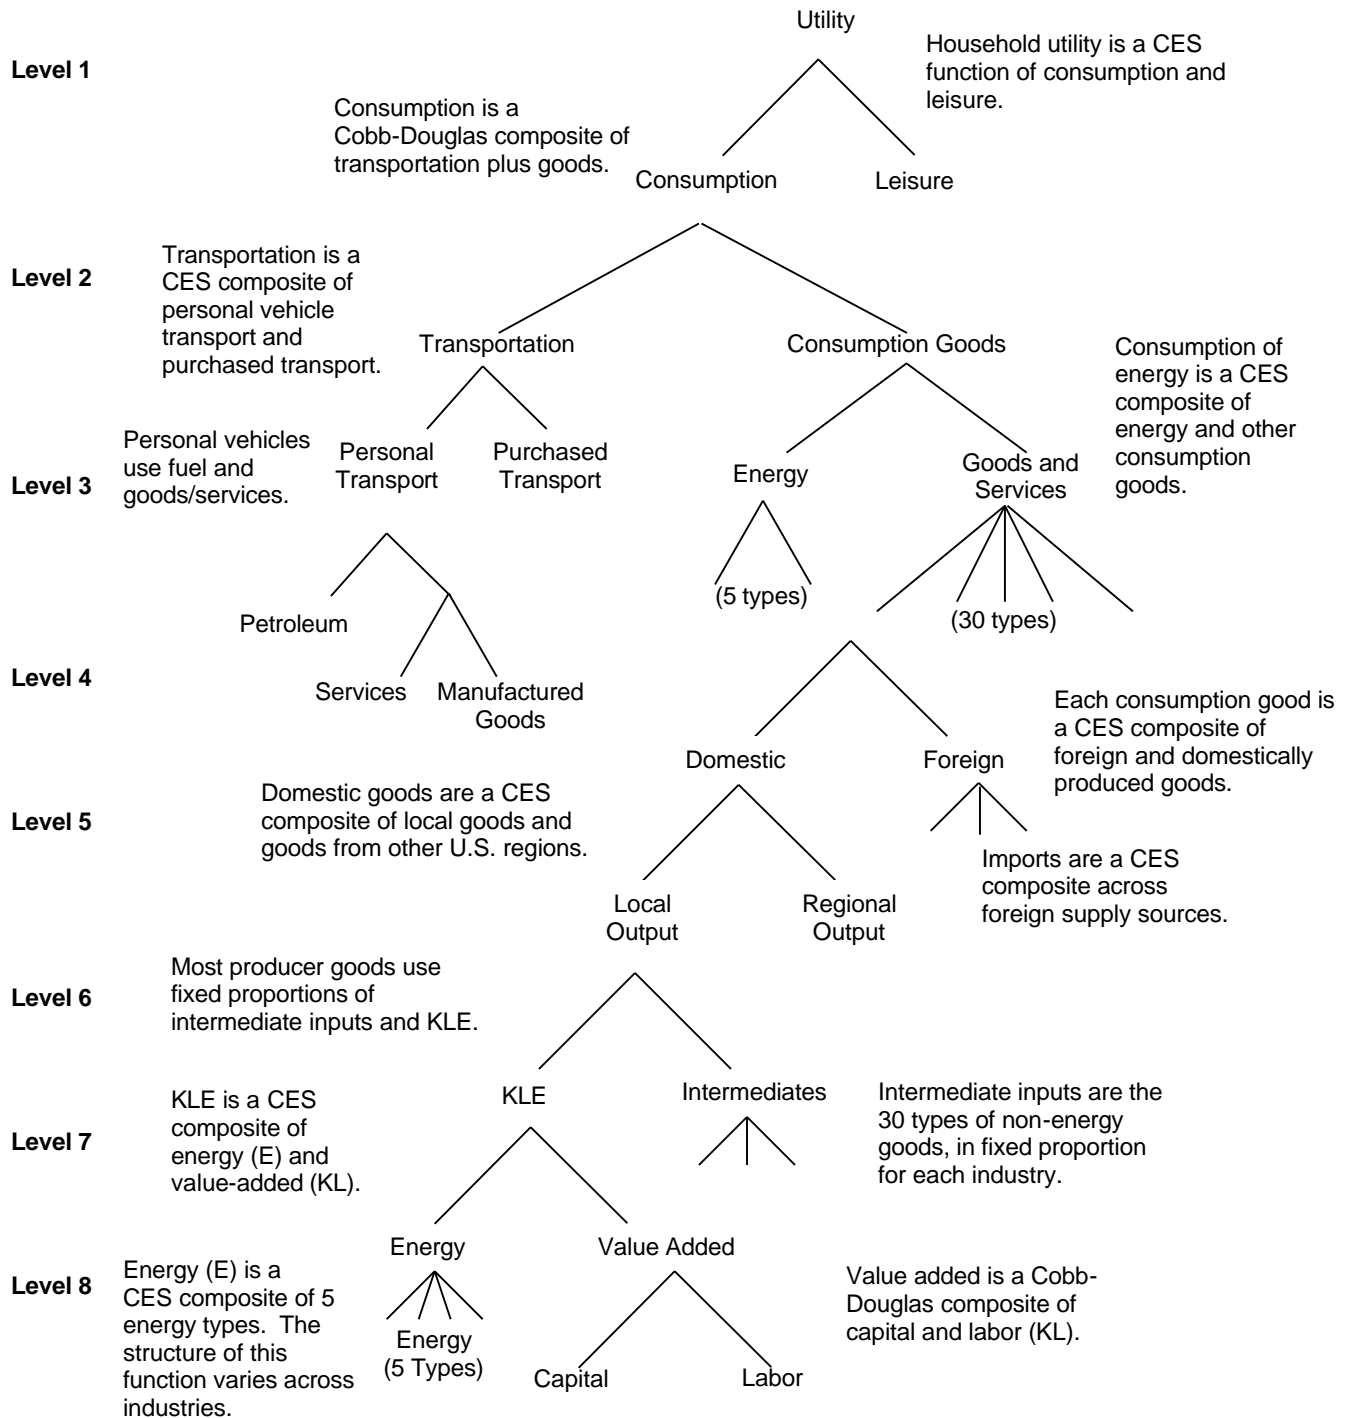 Utility
Level 1
Household utility is a CES
function of consumption and
leisure.
Consumption is a
Cobb-Douglas composite of
transportation plus goods.
Consumption
Leisure
Level 2
Transportation is a
CES composite of
personal vehicle
transport and
purchased transport.
Transportation
Consumption Goods
Consumption of
energy is a CES
composite of
energy and other
consumption
goods.
Level 3
Personal vehicles
use fuel and
goods/services.
Personal
Transport
Purchased
Transport
Energy
Goods and
Services
(5 types)
(30 types)
Petroleum
Level 4
Services
Manufactured
Goods
Each consumption good is
a CES composite of
foreign and domestically
produced goods.
Domestic
Foreign
Level 5
Domestic goods are a CES
composite of local goods and
goods from other U.S. regions.
Imports are a CES
composite across
foreign supply sources.
Local
Output
Regional
Output
Level 6
Most producer goods use
fixed proportions of
intermediate inputs and KLE.
KLE
Intermediates
Intermediate inputs are the
30 types of non-energy
goods, in fixed proportion
for each industry.
Level 7
KLE is a CES
composite of
energy (E) and
value-added (KL).
Energy
Value Added
Level 8
Energy (E) is a
CES composite of 5
energy types. The
structure of this
function varies across
industries.
Energy
(5 Types)
Capital
Labor
Value added is a Cobb-
Douglas composite of
capital and labor (KL).